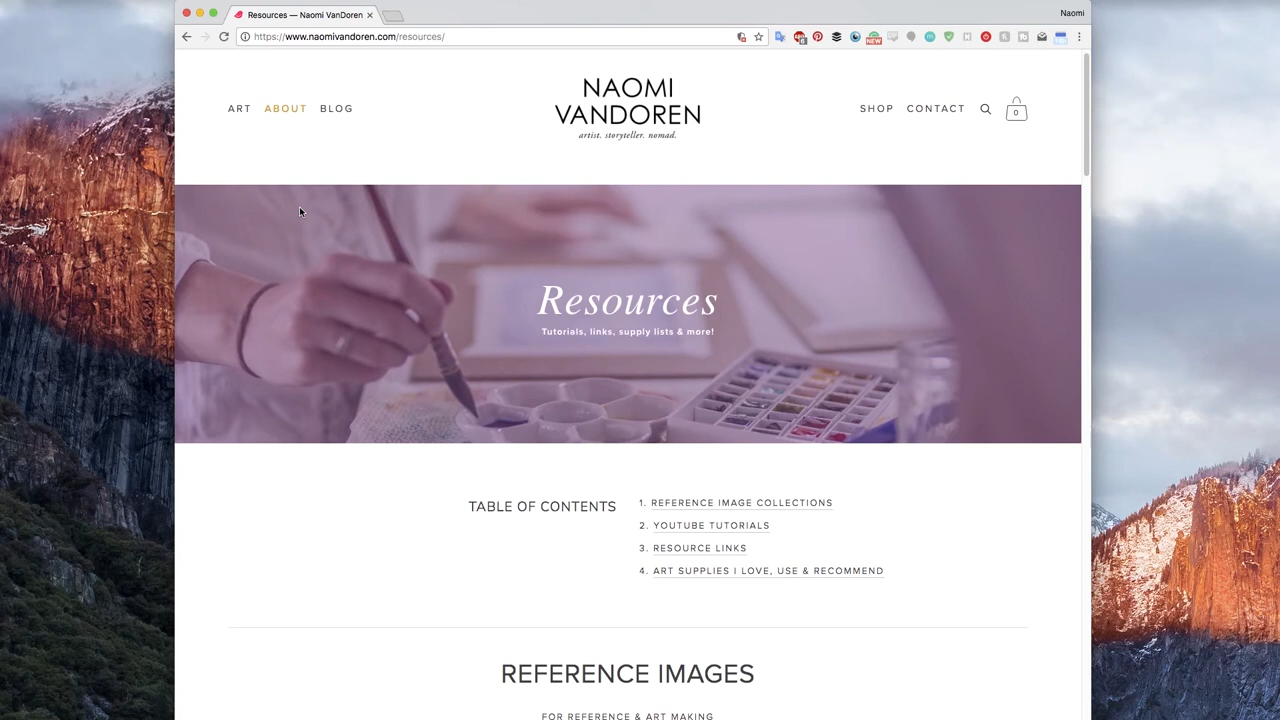 Resources — Naomi VanDoren
Naomi
https://www.naomivandoren.com/resources/
NEW
ART ABOUT BLOG
NAOMI
VANDOREN
artist. storyteller. nomad.
SHOP CONTACT
0
Resources
Tutorials, links, supply lists & more!
TABLE OF CONTENTS
1. REFERENCE IMAGE COLLECTIONS
2. YOUTUBE TUTORIALS
3. RESOURCE LINKS
4. ART SUPPLIES I LOVE, USE & RECOMMEND
REFERENCE IMAGES
FOR REFERENCE & ART MAKING